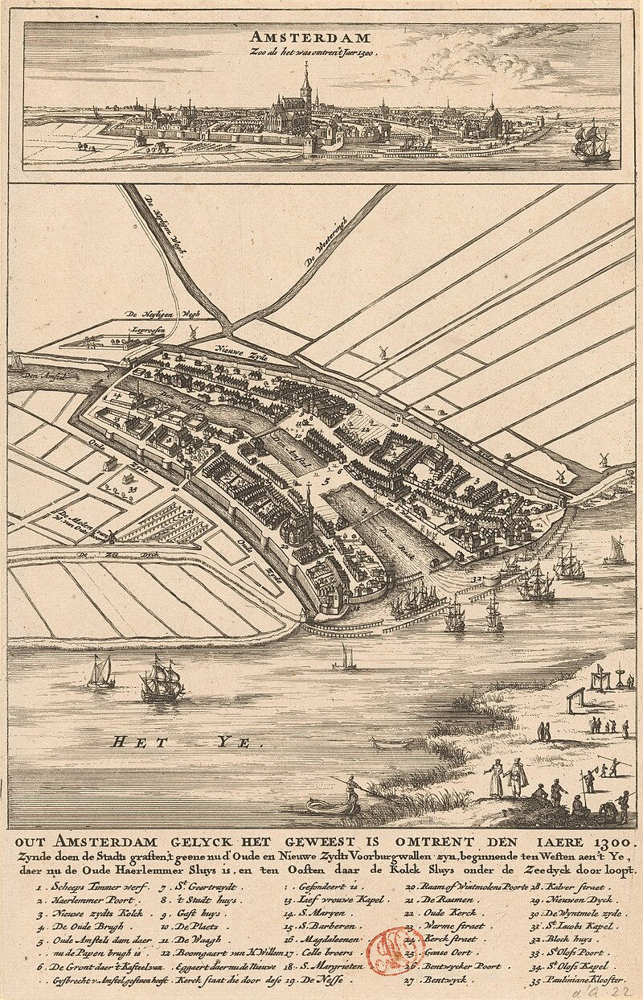 AMSTERDAM
Zoo als het was omtrent Jaer 1300.
De Heyligen Wegh.
De Weeteringh
De Heyligen Wegh
Leproosen
Nieuwe Zyde
Den Amstel
Den Amstel
Den Amstel
Oude
Zyde
35
20
De Zee Dyck
Oude
Zyde
Dam Rack
32
HET YE.
OUT AMSTERDAM GELYCK HET GEWEEST IS OMTRENT DEN IAERE 1300.
Zynde doen de Stadts graften, 't geene nu d'Oude en Nieuwe Zydts Voorburgwallen zyn, beginnende ten Westen aen't Ye,
daer nu de Oude Haerlemmer Sluys is, en ten Oosten daar de Kolck Sluys onder de Zeedyck door loopt.
1. Scheeps Timmer werf. 7. St. Geertruydt. : Gefondeert is. 20. Raam of Wintmolens Poorte 28. Kalver straet.
2. Haerlemmer Poort. 8. 't Stadt huys. 13. Lief vrouwe Kapel. 21. De Raamen. 29. Nieuwen Dyck.
3. Nieuwe zydts Kolck. 9. Gast huys. 14. S. Maryen. 22. Oude Kerck. 30. De Wyntmole zyde.
4. De Oude Brugh. 10. De Plaets. 15. S. Barberen. 23. Warme straet. 31. St. Iacobs Kapel.
5. Oude Amstels dam daer 11. De Waagh. 16. Magdaleenen. 24. Kerck straet. 32. Block huys.
nu de Papen brugh is. 12. Boomgaart van H. Willem 17. Celle broers. 25. Ganse Oort. 33. St. Olofs Poort.
6. De Gront daer 't Kasteel van Eggaert daer nu de Nieuwe 18. S. Margrieten. 26. Bentwycker Poort. 34. St. Olofs Kapel.
Gysbrecht v. Amstel gestaen heeft. Kerck staat die door dese 19. De Nesse. 27. Bentwyck. 35. Pauliniane Klooster.